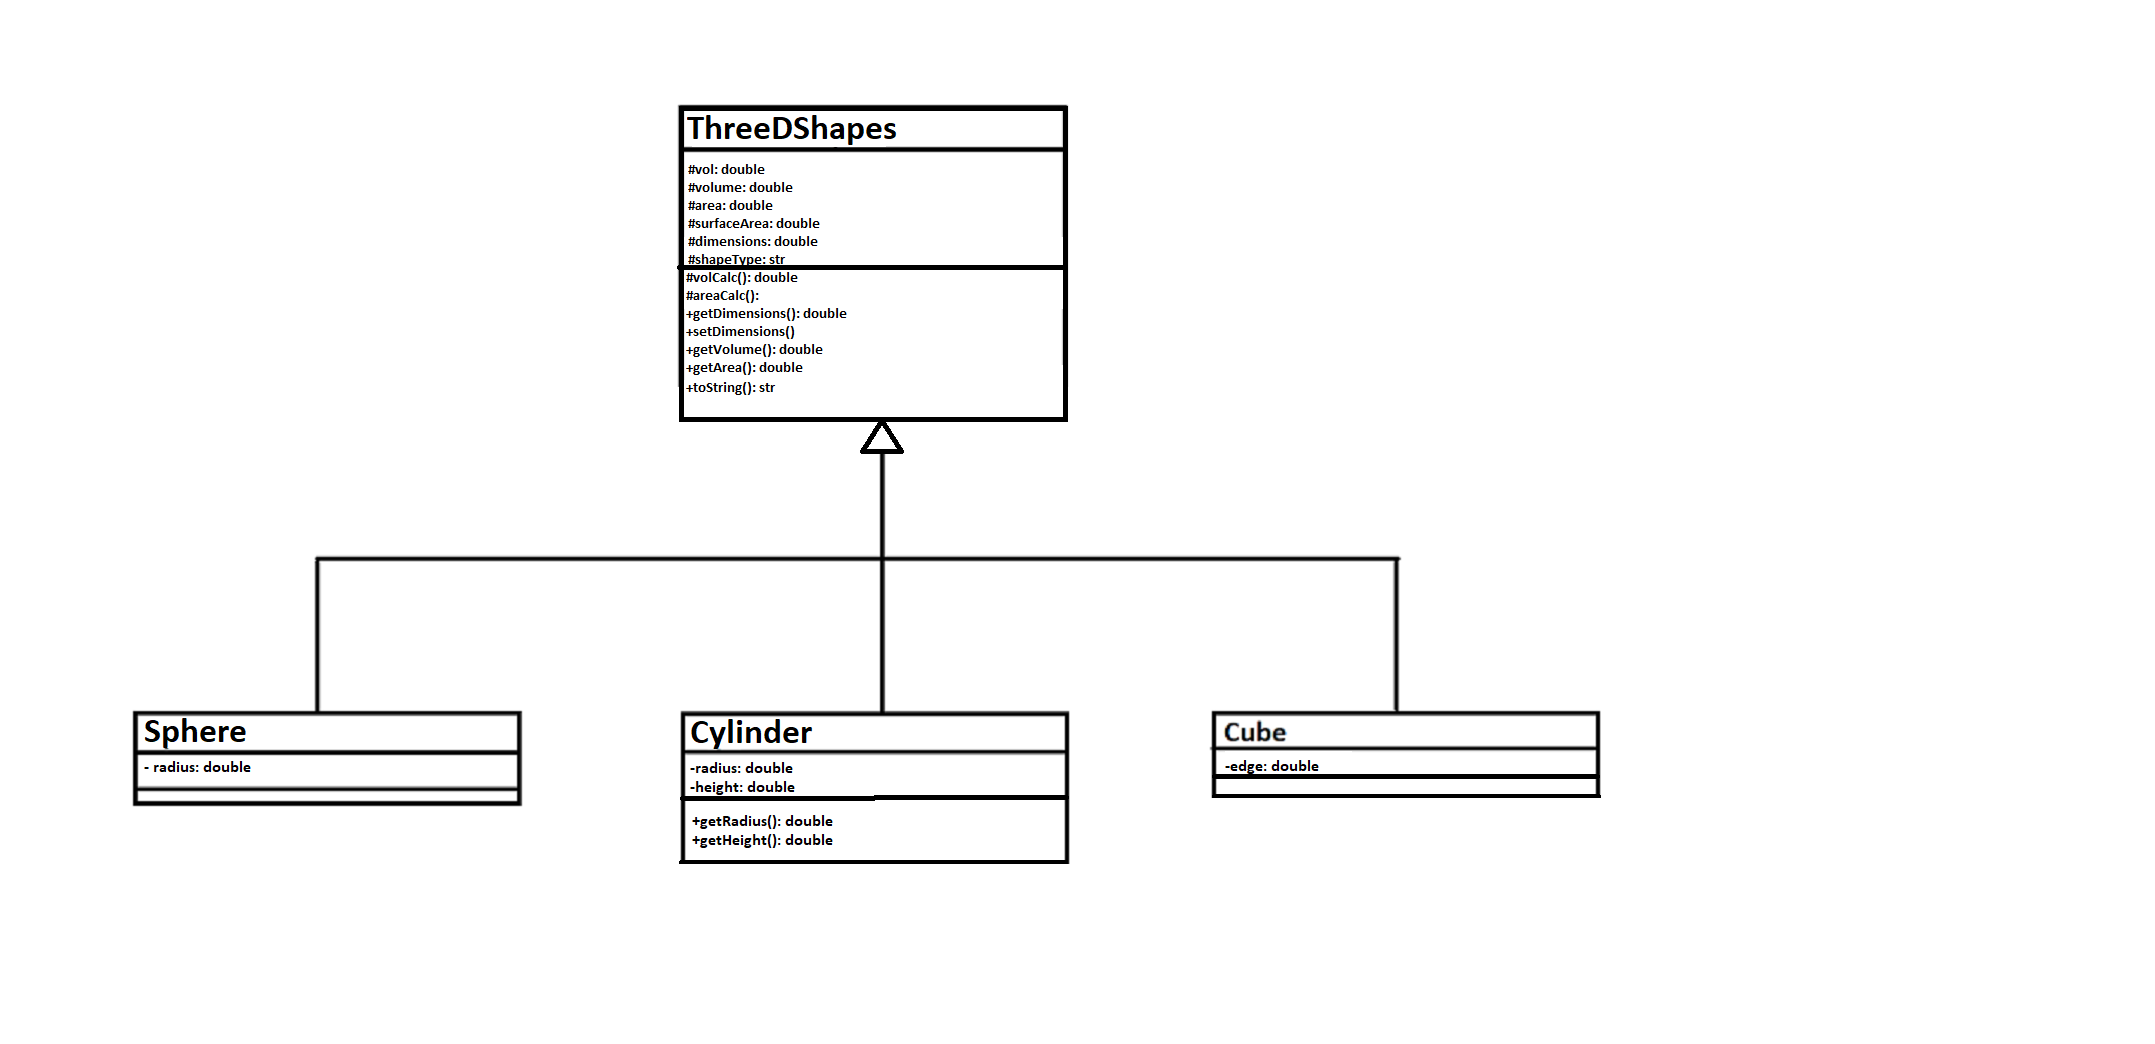 ThreeDShapes
#vol: double
#volume: double
#area: double
#surfaceArea: double
#dimensions: double
#shapeType: str
#volCalc(): double
#areaCalc():
+getDimensions(): double
+setDimensions()
+getVolume(): double
+getArea(): double
+toString(): str
Sphere
- radius: double
Cylinder
-radius: double
-height: double
+getRadius(): double
+getHeight(): double
Cube
-edge: double